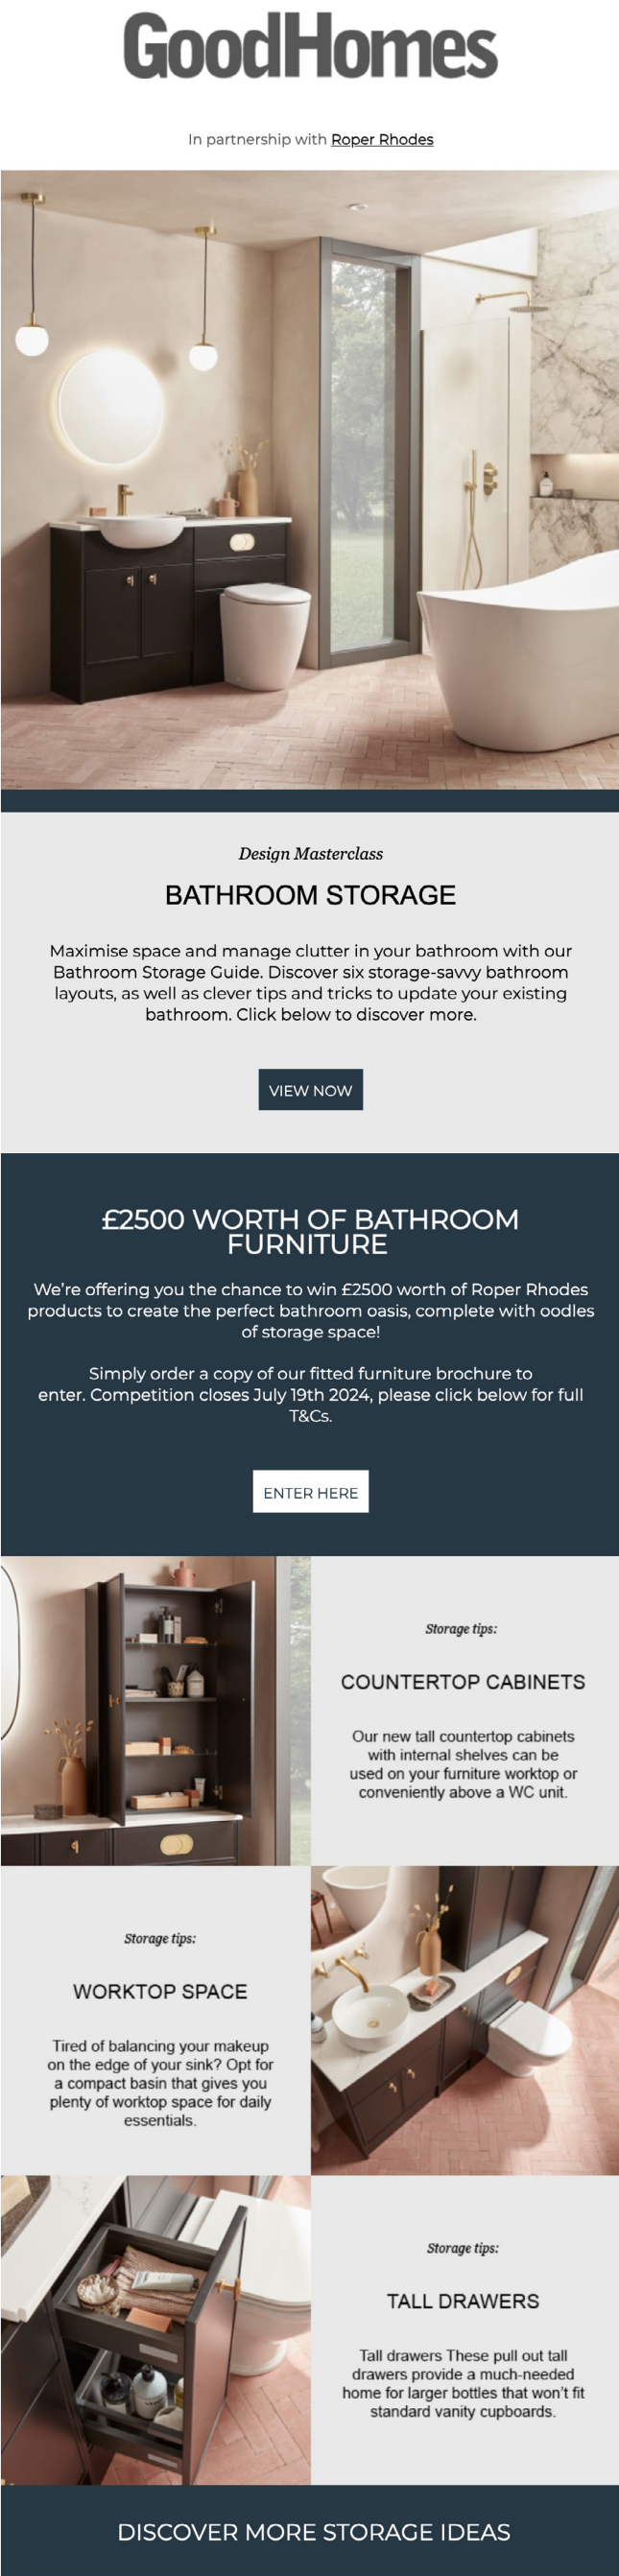 GoodHomes
In partnership with Roper Rhodes
Design Masterclass
BATHROOM STORAGE
Maximise space and manage clutter in your bathroom with our
Bathroom Storage Guide. Discover six storage-savvy bathroom
layouts, as well as clever tips and tricks to update your existing
bathroom. Click below to discover more.
VIEW NOW
£2500 WORTH OF BATHROOM
FURNITURE
We're offering you the chance to win £2500 worth of Roper Rhodes
products to create the perfect bathroom oasis, complete with oodles
of storage space!
Simply order a copy of our fitted furniture brochure to
enter. Competition closes July 19th 2024, please click below for full
T&Cs.
ENTER HERE
Storage tips:
COUNTERTOP CABINETS
Our new tall countertop cabinets
with internal shelves can be
used on your furniture worktop or
conveniently above a WC unit.
Storage tips:
WORKTOP SPACE
Tired of balancing your makeup
on the edge of your sink? Opt for
a compact basin that gives you
plenty of worktop space for daily
essentials.
Storage tips:
TALL DRAWERS
Tall drawers These pull out tall
drawers provide a much-needed
home for larger bottles that won't fit
standard vanity cupboards.
DISCOVER MORE STORAGE IDEAS